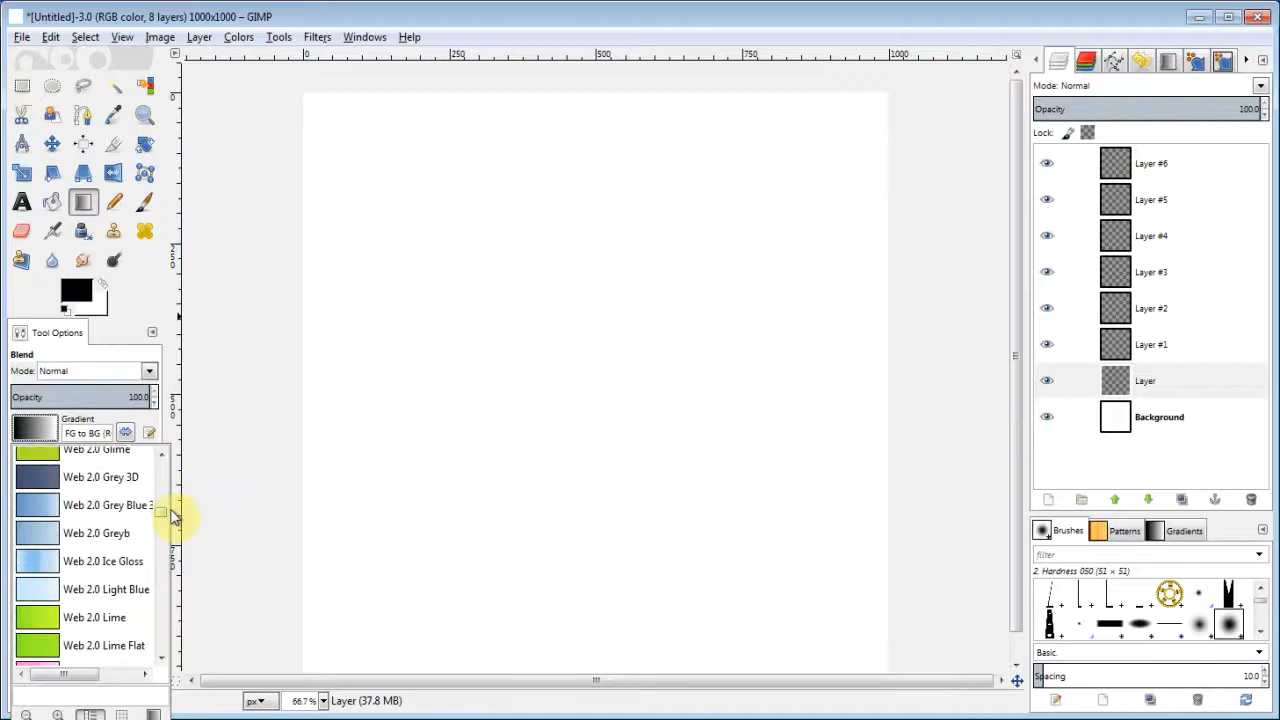 *[Untitled]-3.0 (RGB color, 8 layers) 1000x1000 – GIMP
File Edit Select View Image Layer Colors Tools Filters Windows Help
0 250 500 750 1000
0
250
500
750
Tool Options
Blend
Mode: Normal
Opacity 100.0
Gradient
FG to BG (R
Web 2.0 Glime
Web 2.0 Grey 3D
Web 2.0 Grey Blue 3
Web 2.0 Greyb
Web 2.0 Ice Gloss
Web 2.0 Light Blue
Web 2.0 Lime
Web 2.0 Lime Flat
px 66.7% Layer (37.8 MB)
Mode: Normal
Opacity 100.0
Lock:
Layer #6
Layer #5
Layer #4
Layer #3
Layer #2
Layer #1
Layer
Background
Brushes Patterns Gradients
filter
2. Hardness 050 (51 × 51)
Basic.
Spacing 10.0